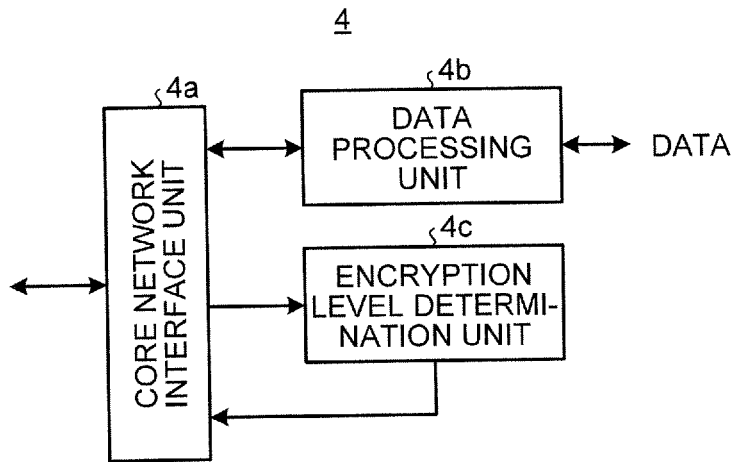 4
4a
CORE NETWORK
INTERFACE UNIT
4b
DATA
PROCESSING
UNIT
DATA
4c
ENCRYPTION
LEVEL DETERMI-
NATION UNIT